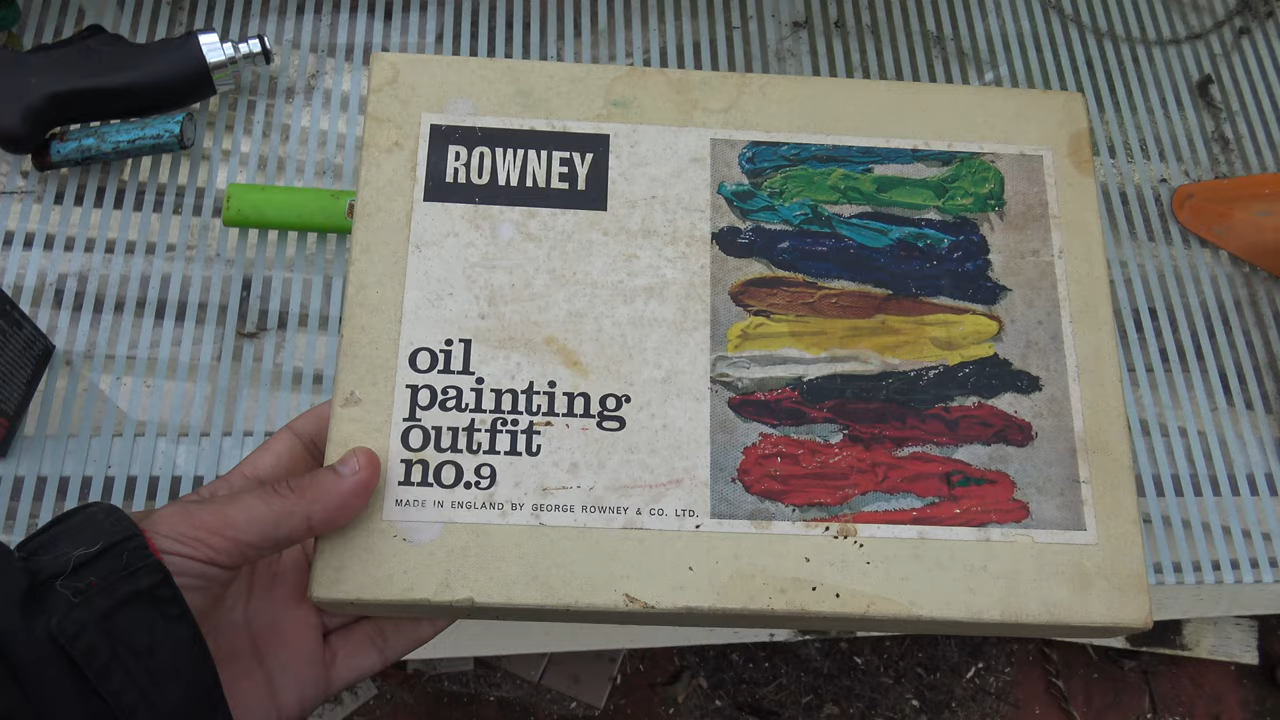 ROWNEY
oil
painting
outfit
no.9
MADE IN ENGLAND BY GEORGE ROWNEY & CO. LTD.